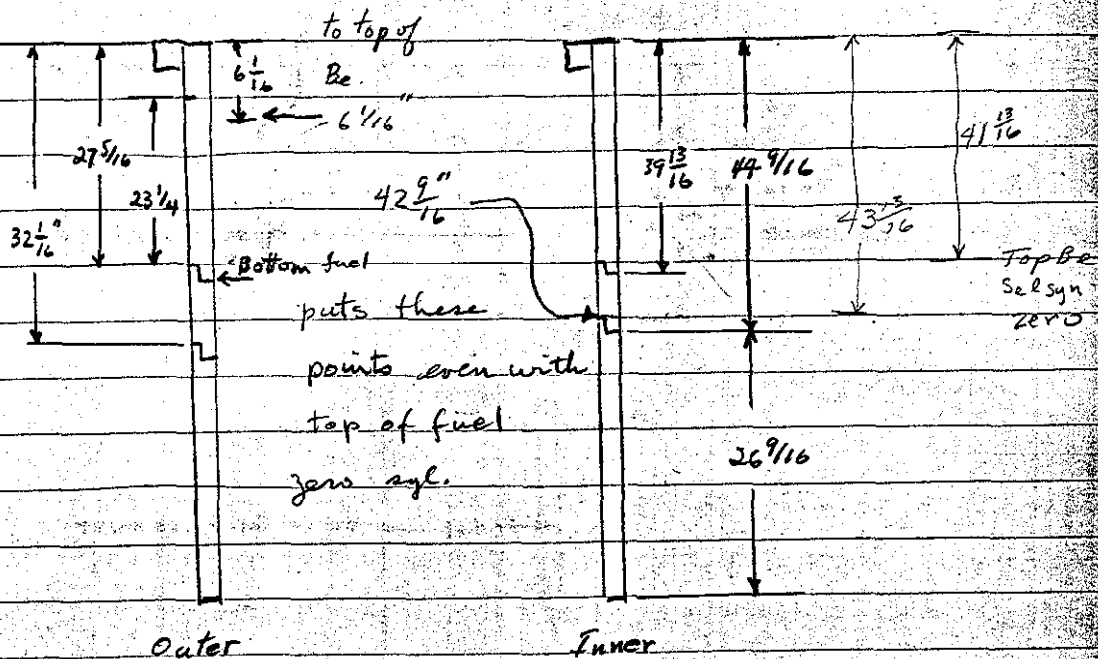 to top of
Be.
6 1/16
6 1/16"
27 5/16
23 1/4
32 1/16"
Bottom fuel
42 9/16"
puts these
points even with
top of fuel
zero syl.
39 13/16
44 9/16
43 13/16
41 13/16
Top Be
Selsyn
zero
26 9/16
Outer
Inner